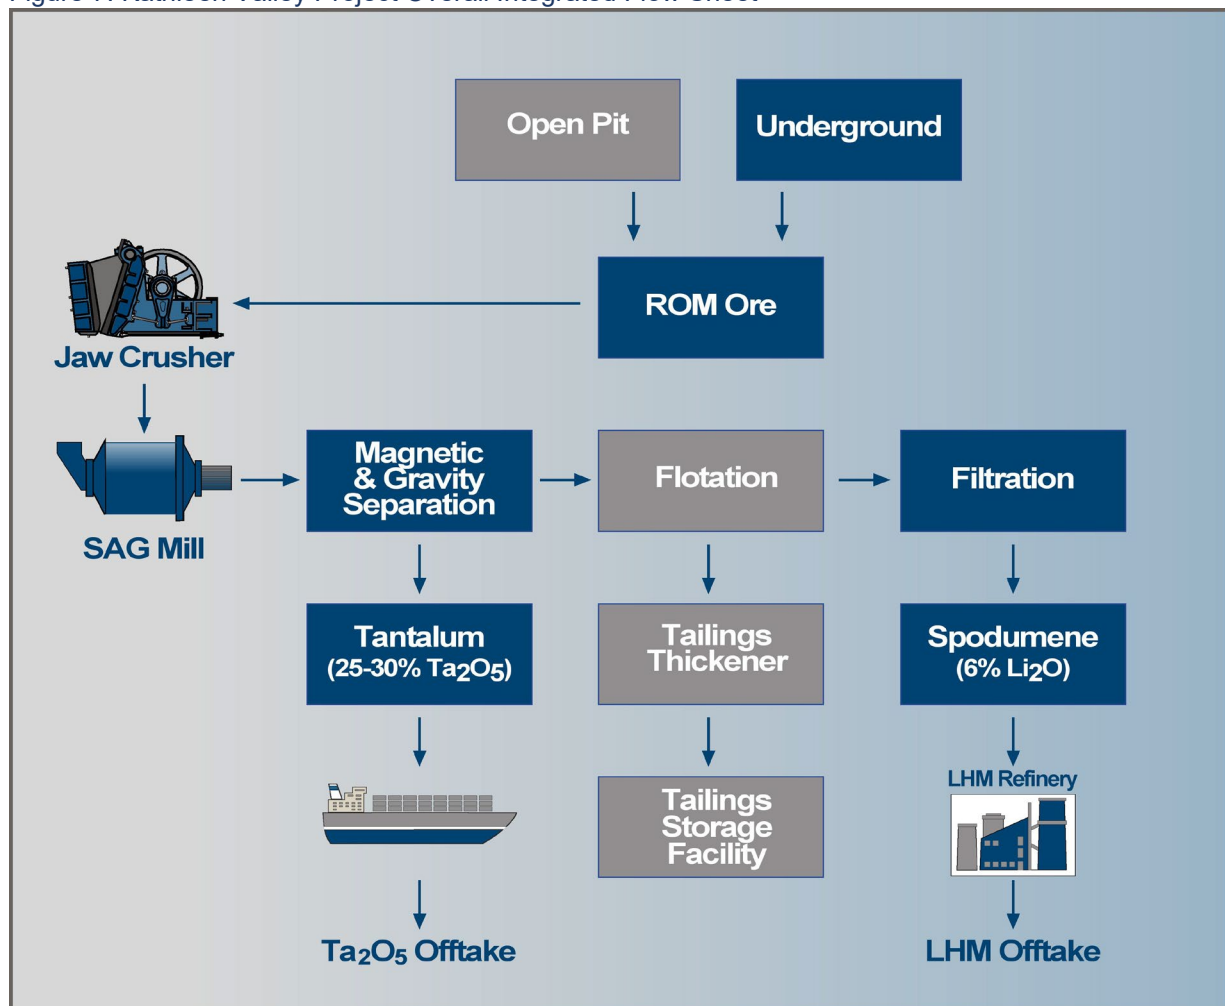 Open Pit
Underground
ROM Ore
Jaw Crusher
SAG Mill
Magnetic
& Gravity
Separation
Flotation
Filtration
Tantalum
(25-30% Ta₂O₅)
Tailings
Thickener
Spodumene
(6% Li₂O)
LHM Refinery
Tailings
Storage
Facility
Ta₂O₅ Offtake
LHM Offtake